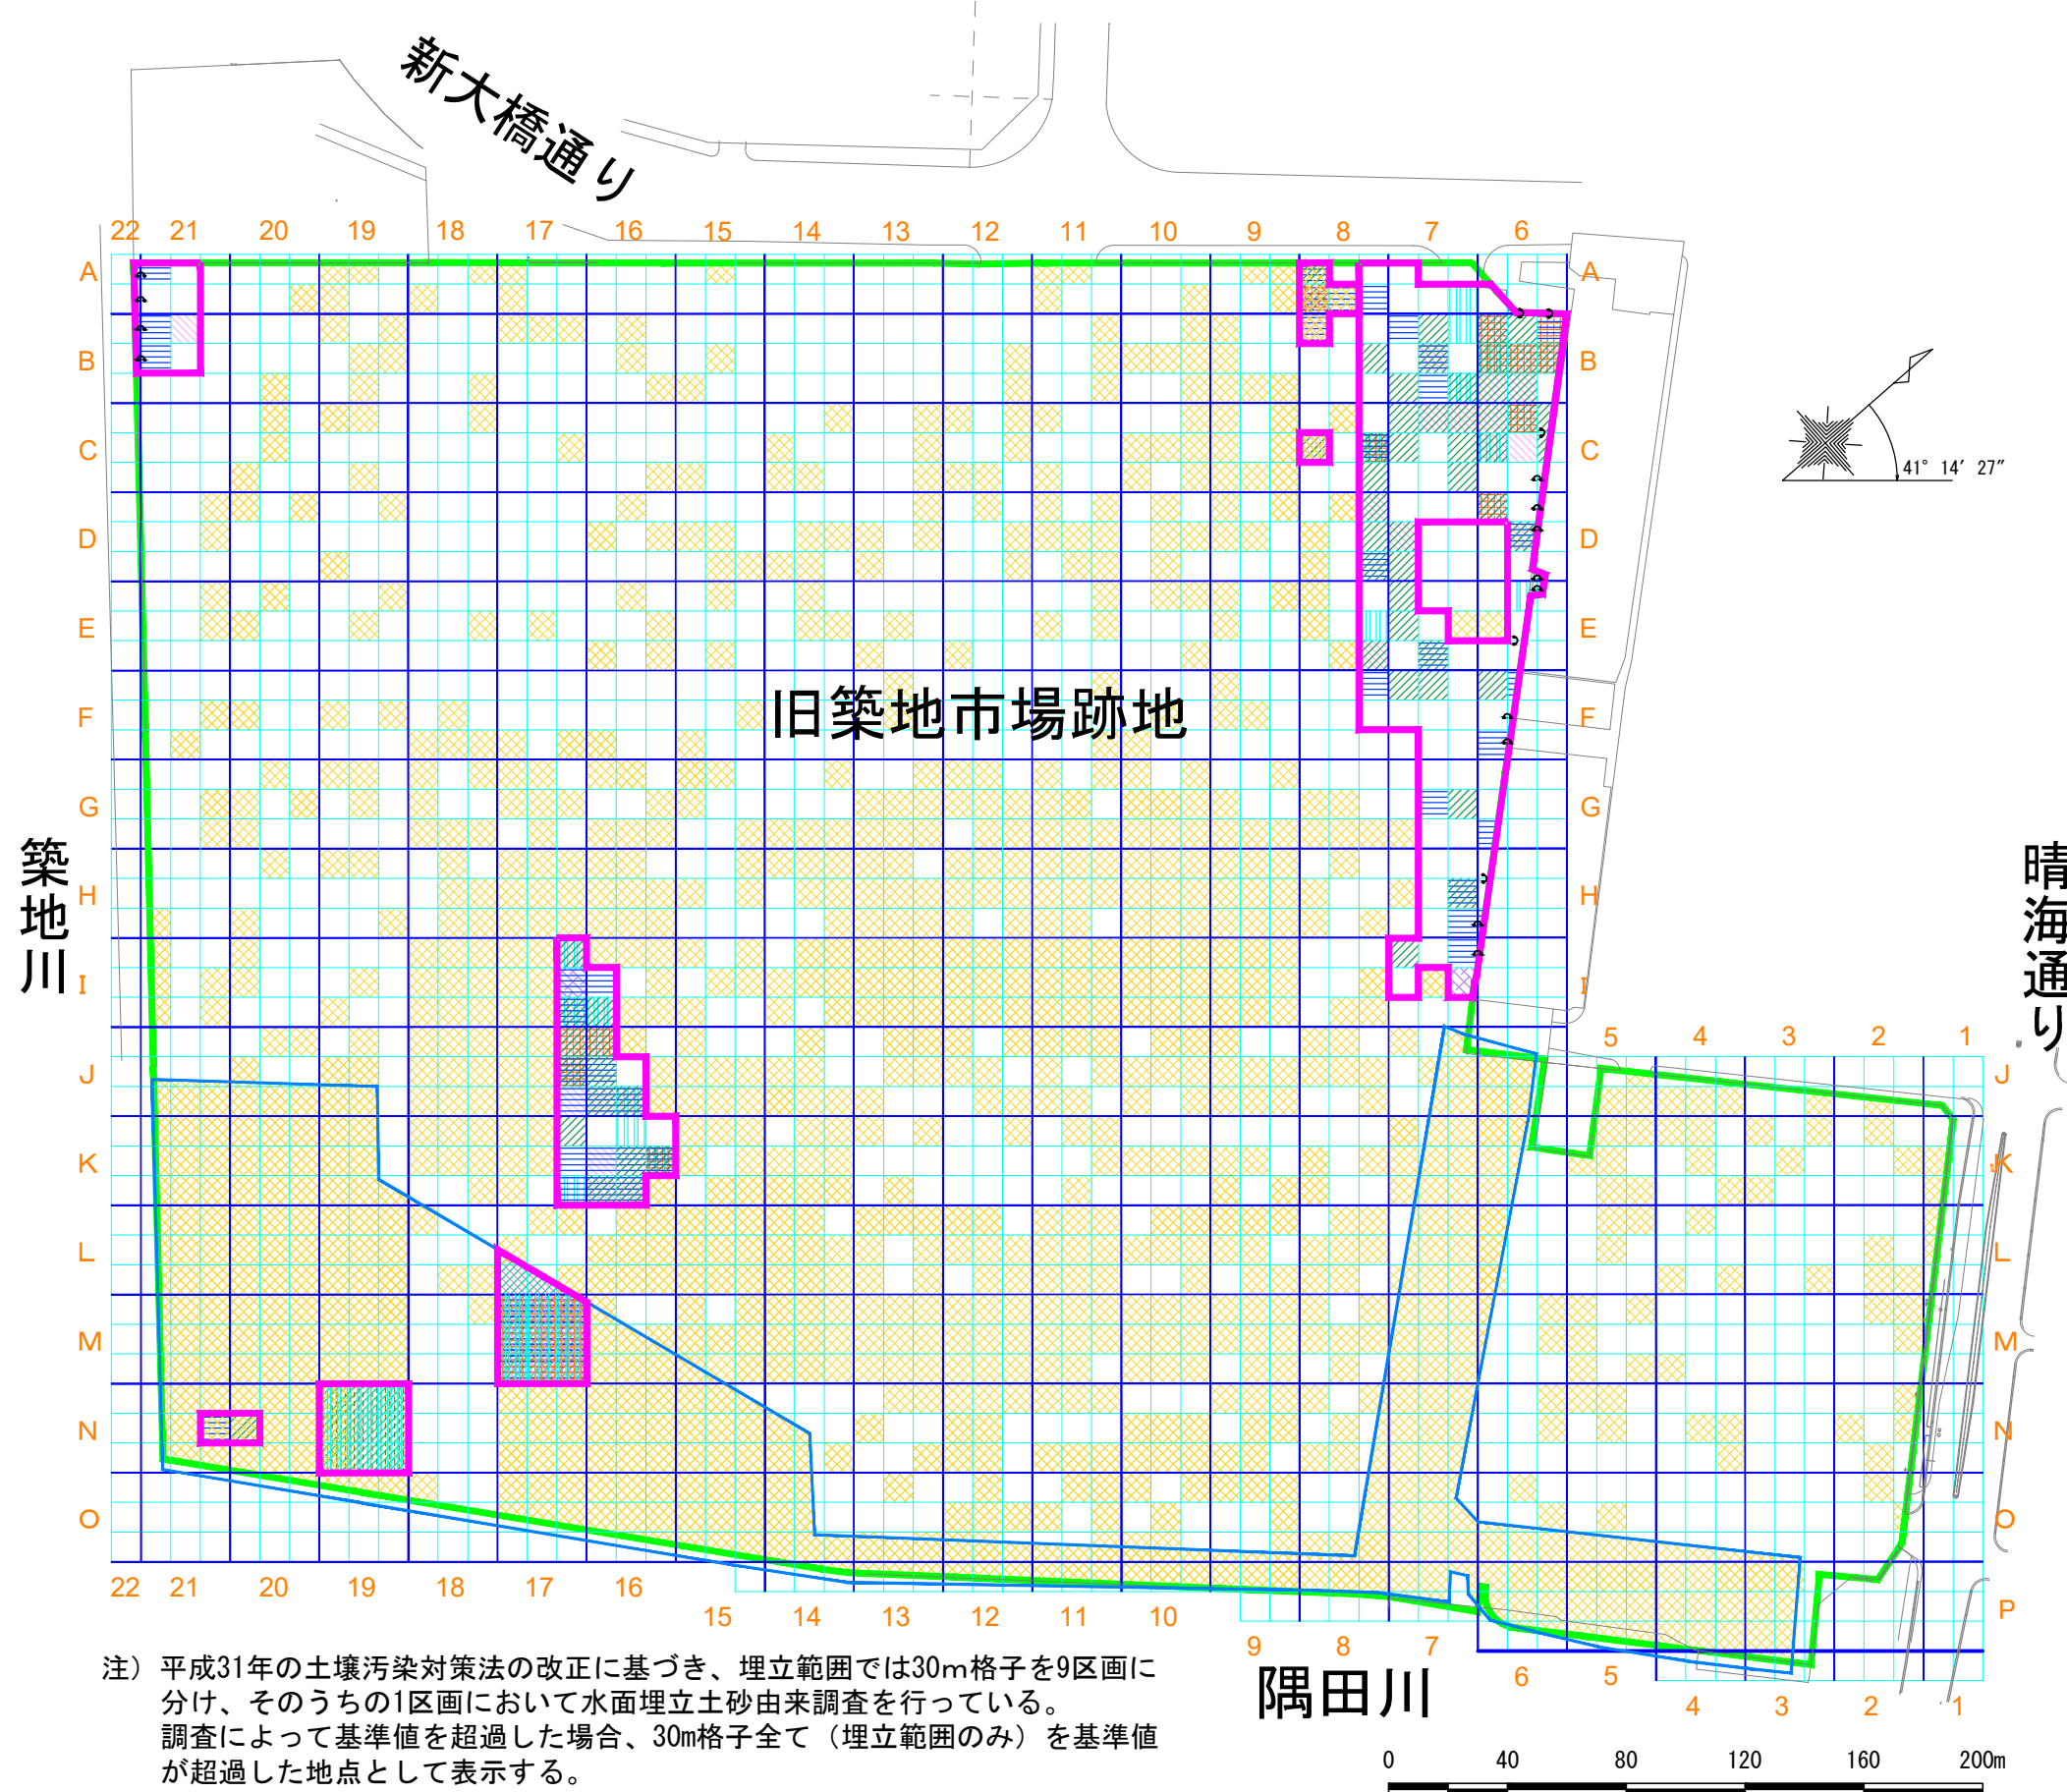 新大橋通り
22 21 20 19 18 17 16 15 14 13 12 11 10 9 8 7 6
A A
B B
C C
41° 14′ 27″
D D
E E
F F
旧築地市場跡地
G G
築地川
晴海通り
H H
I I
5 4 3 2 1
J J
K K
L L
M M
N N
O O
22 21 20 19 18 17 16
15 14 13 12 11 10
P
9 8 7
6 5
4 3 2 1
隅田川
注) 平成31年の土壌汚染対策法の改正に基づき、埋立範囲では30m格子を9区画に
分け、そのうちの1区画において水面埋立土砂由来調査を行っている。
調査によって基準値を超過した場合、30m格子全て(埋立範囲のみ)を基準値
が超過した地点として表示する。
0 40 80 120 160 200m